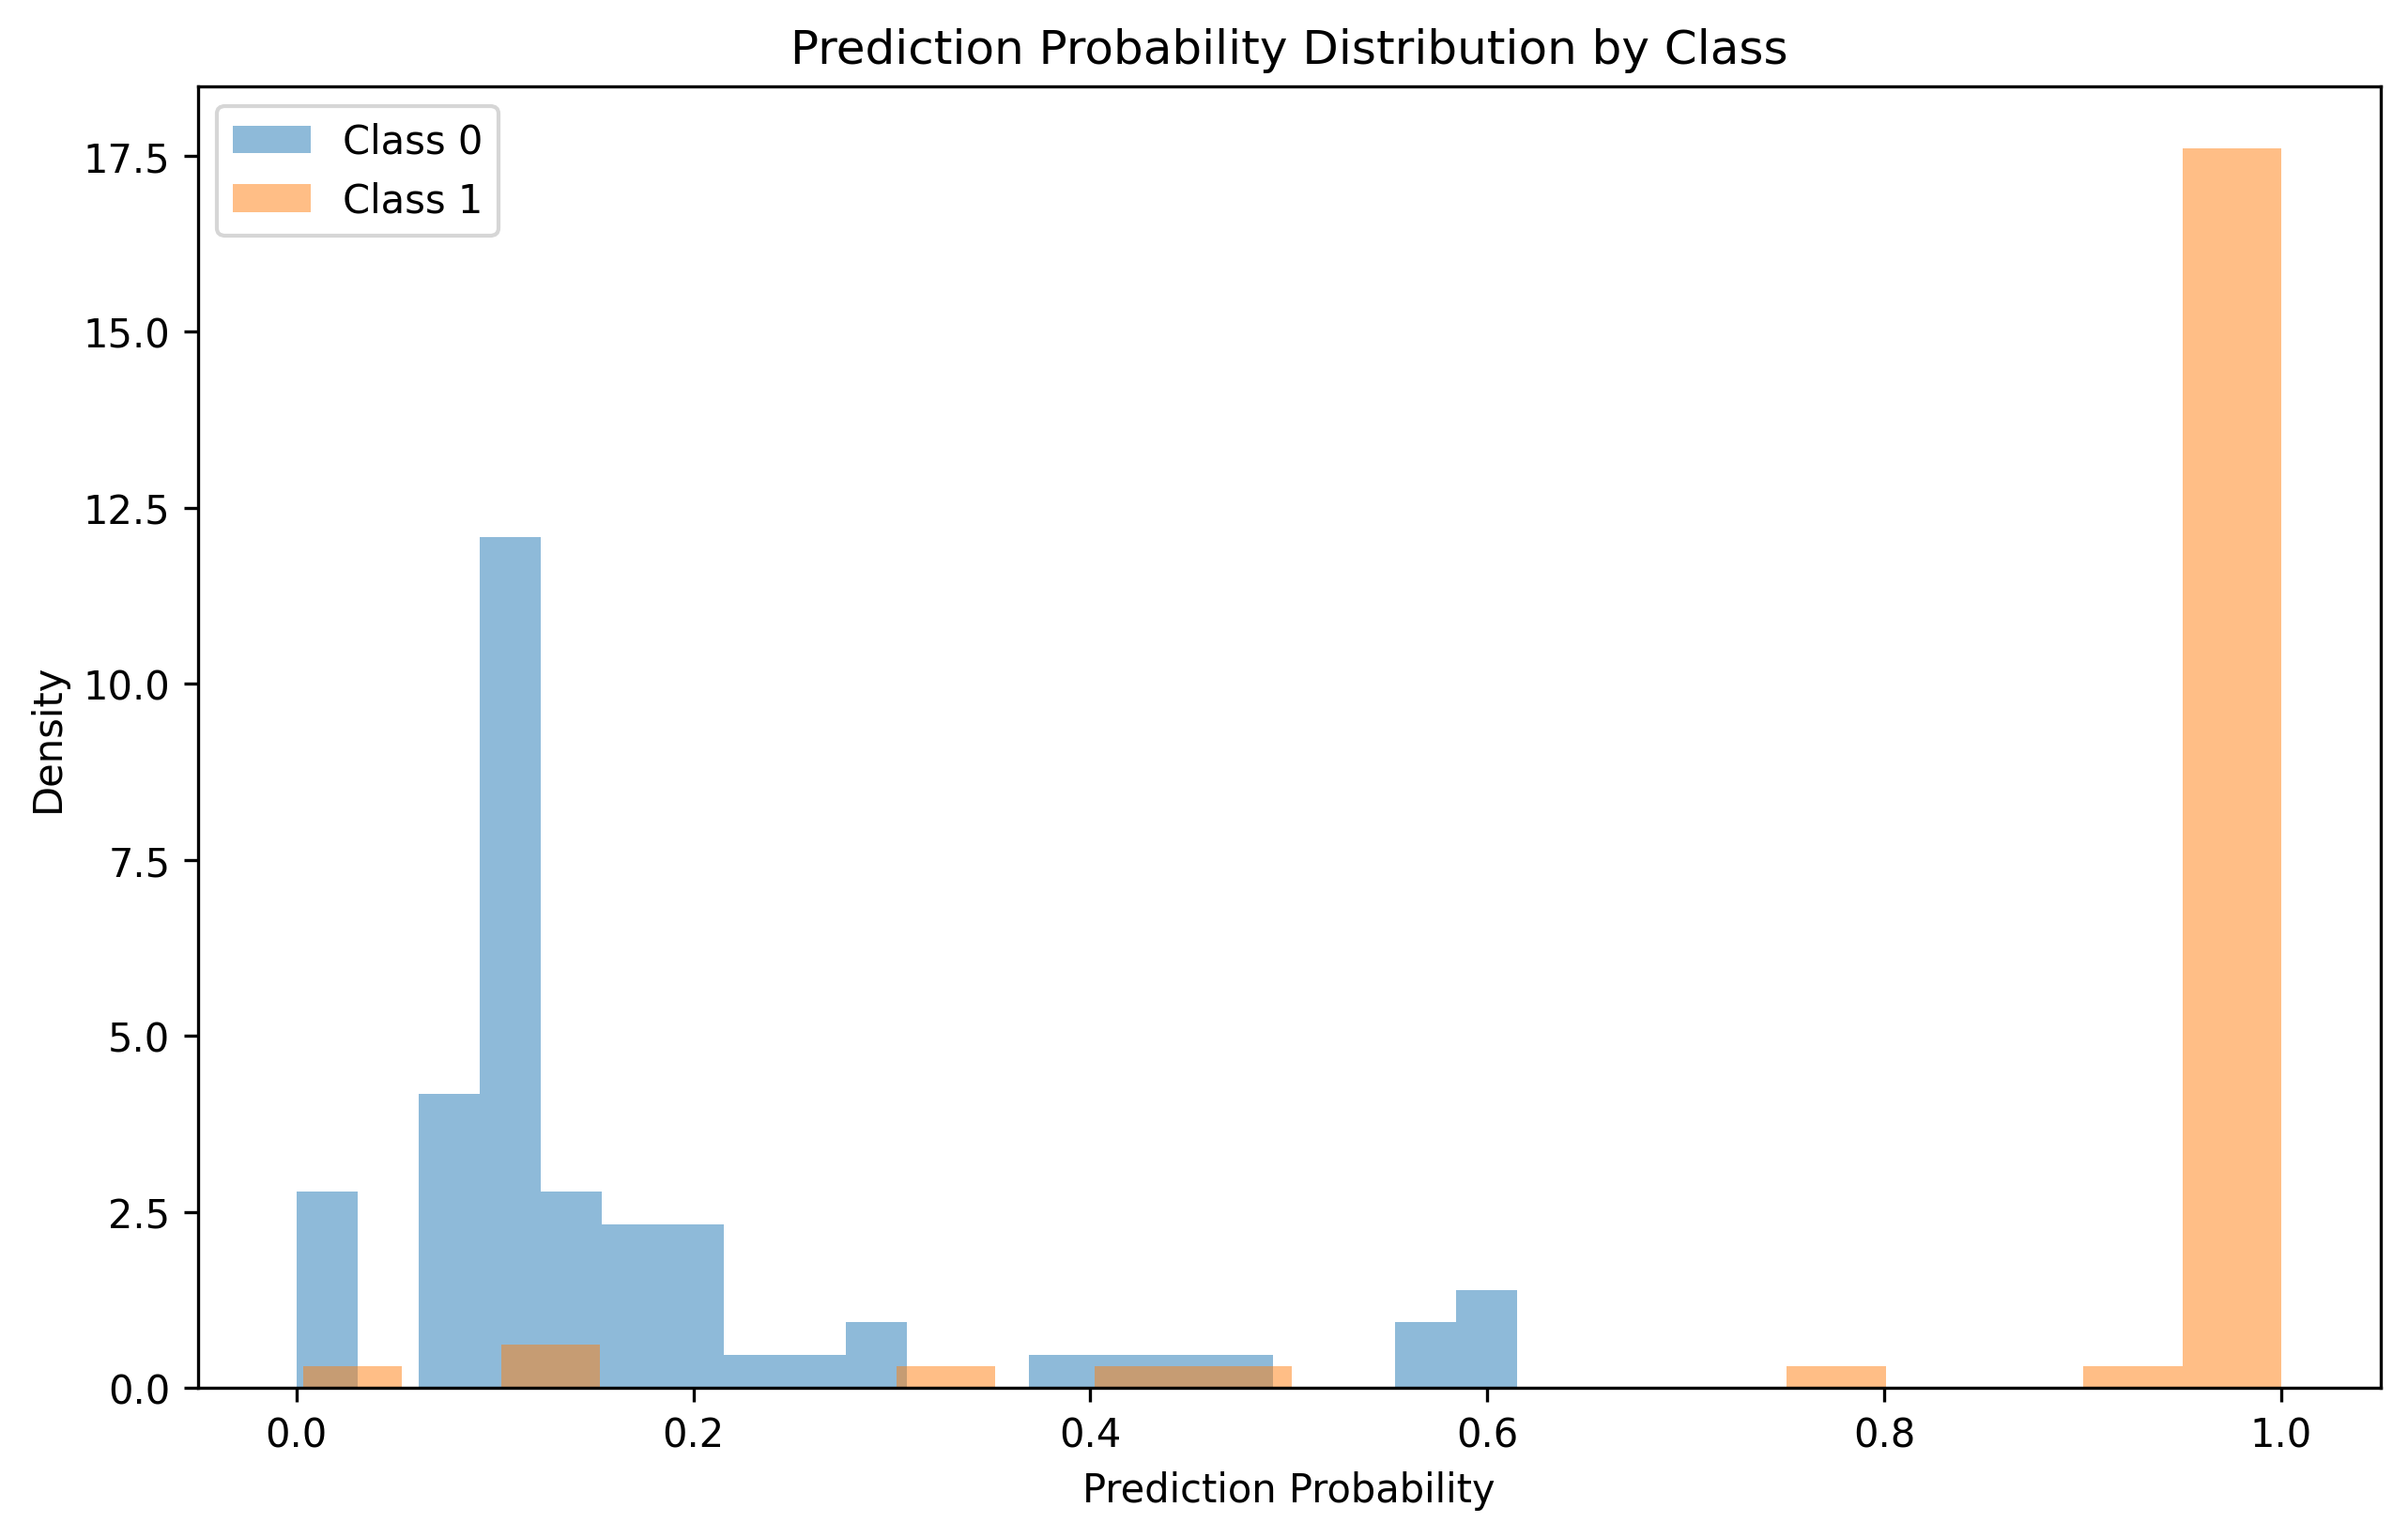 Prediction Probability Distribution by Class
Class 0
Class 1
Density
17.5
15.0
12.5
10.0
7.5
5.0
2.5
0.0
0.0 0.2 0.4 0.6 0.8 1.0
Prediction Probability